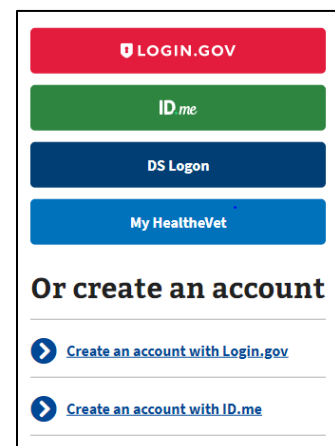 LOGIN.GOV
ID.me
DS Logon
My HealtheVet
Or create an account
Create an account with Login.gov
Create an account with ID.me